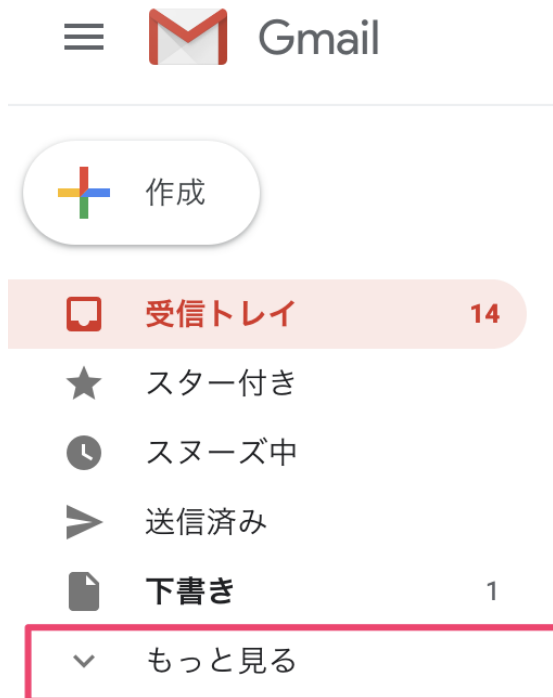 Gmail
作成
受信トレイ 14
スター付き
スヌーズ中
送信済み
下書き 1
もっと見る